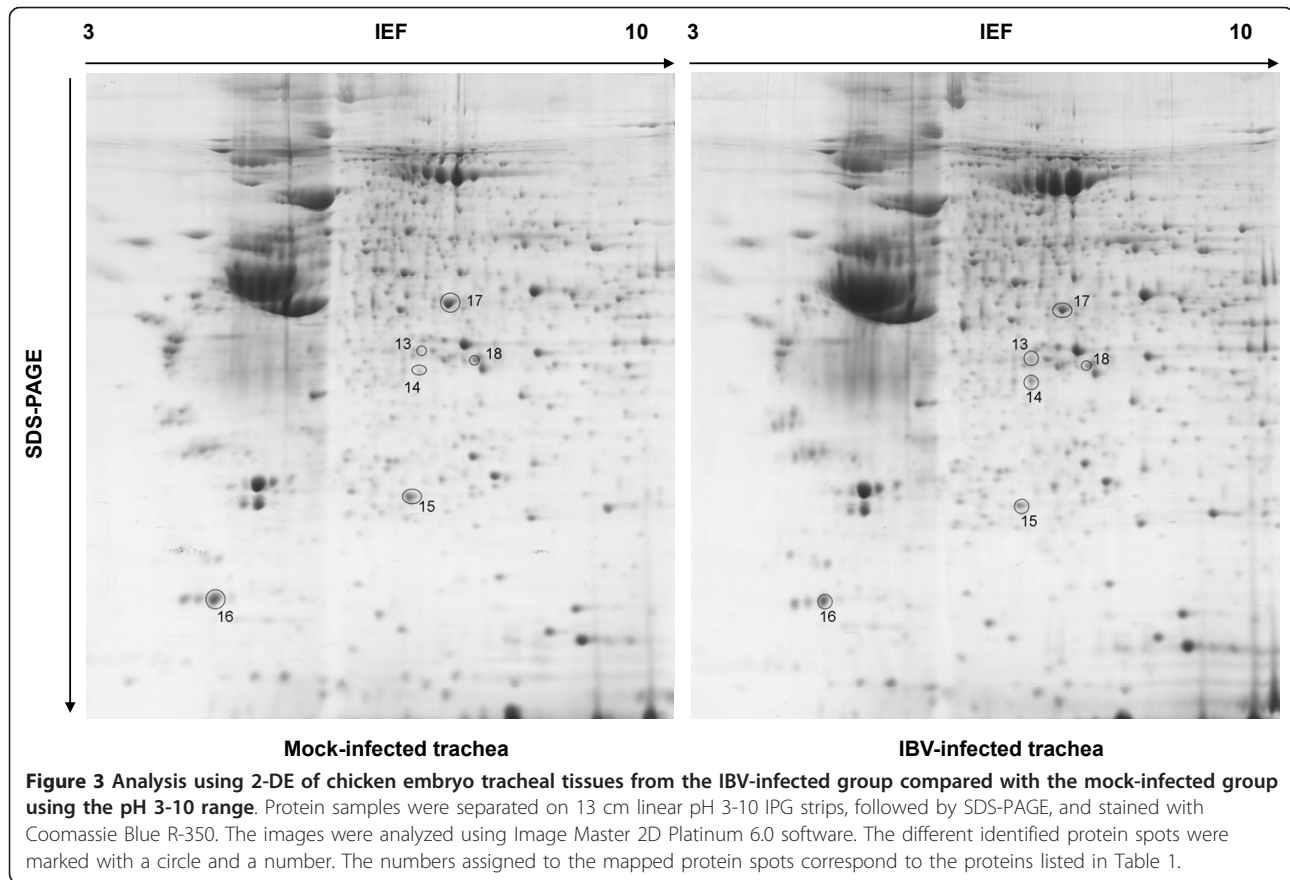 3 IEF 10
3 IEF 10
SDS-PAGE
17
13
18
14
15
16
17
13
18
14
15
16
Mock-infected trachea
IBV-infected trachea
Figure 3 Analysis using 2-DE of chicken embryo tracheal tissues from the IBV-infected group compared with the mock-infected group
using the pH 3-10 range. Protein samples were separated on 13 cm linear pH 3-10 IPG strips, followed by SDS-PAGE, and stained with
Coomassie Blue R-350. The images were analyzed using Image Master 2D Platinum 6.0 software. The different identified protein spots were
marked with a circle and a number. The numbers assigned to the mapped protein spots correspond to the proteins listed in Table 1.